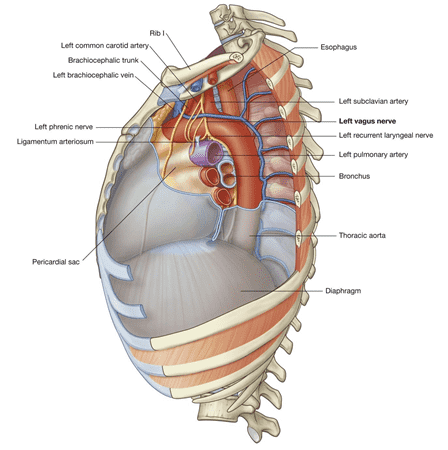 Rib I
Left common carotid artery
Brachiocephalic trunk
Left brachiocephalic vein
Left phrenic nerve
Ligamentum arteriosum
Pericardial sac
Esophagus
Left subclavian artery
Left vagus nerve
Left recurrent laryngeal nerve
Left pulmonary artery
Bronchus
Thoracic aorta
Diaphragm